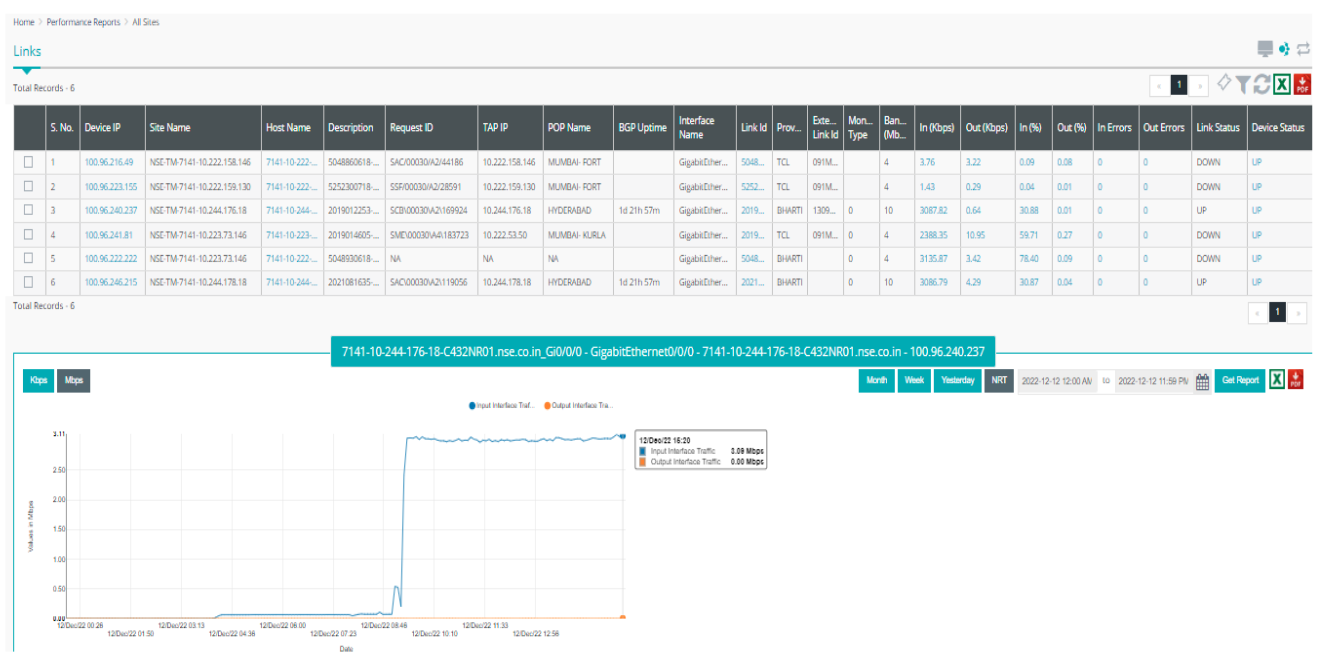 Home > Performance Reports > All Sites
Links
Total Records - 6
« 1 » X PDF
S. No. Device IP Site Name Host Name Description Request ID TAP IP POP Name BGP Uptime Interface Name Link Id Prov... Exte... Link Id Mon... Type Ban... (Mb... In (Kbps) Out (Kbps) In (%) Out (%) In Errors Out Errors Link Status Device Status
1 100.96.216.49 NSE-TM-7141-10.222.158.146 7141-10-222-... 5048860618-... SAC/00030/A2/44186 10.222.158.146 MUMBAI- FORT GigabitEther... 5048... TCL 091M... 4 3.76 3.22 0.09 0.08 0 0 DOWN UP
2 100.96.223.155 NSE-TM-7141-10.222.159.130 7141-10-222-... 5252300718-... SSF/00030/A2/28591 10.222.159.130 MUMBAI- FORT GigabitEther... 5252... TCL 091M... 4 1.43 0.29 0.04 0.01 0 0 DOWN UP
3 100.96.240.237 NSE-TM-7141-10.244.176.18 7141-10-244-... 2019012253-... SCB\00030\A2\169924 10.244.176.18 HYDERABAD 1d 21h 57m GigabitEther... 2019... BHARTI 1309... 0 10 3087.82 0.64 30.88 0.01 0 0 UP UP
4 100.96.241.81 NSE-TM-7141-10.223.73.146 7141-10-223-... 2019014605-... SME\00030\A4\183723 10.222.53.50 MUMBAI- KURLA GigabitEther... 2019... TCL 091M... 0 4 2388.35 10.95 59.71 0.27 0 0 DOWN UP
5 100.96.222.222 NSE-TM-7141-10.223.73.146 7141-10-222-... 5048930618-... NA NA NA GigabitEther... 5048... BHARTI 0 4 3135.87 3.42 78.40 0.09 0 0 DOWN UP
6 100.96.246.215 NSE-TM-7141-10.244.178.18 7141-10-244-... 2021081635-... SAC\00030\A2\119056 10.244.178.18 HYDERABAD 1d 21h 57m GigabitEther... 2021... BHARTI 0 10 3086.79 4.29 30.87 0.04 0 0 UP UP
Total Records - 6
« 1 »
7141-10-244-176-18-C432NR01.nse.co.in_Gi0/0/0 - GigabitEthernet0/0/0 - 7141-10-244-176-18-C432NR01.nse.co.in - 100.96.240.237
Kbps Mbps Month Week Yesterday NRT 2022-12-12 12:00 AM to 2022-12-12 11:59 PM Get Report X PDF
Input Interface Traf... Output Interface Tra...
3.11
2.50
2.00
1.50
1.00
0.50
0.00
Values in Mbps
12/Dec/22 15:20
Input Interface Traffic 3.09 Mbps
Output Interface Traffic 0.00 Mbps
12/Dec/22 00.26 12/Dec/22 03.13 12/Dec/22 06.00 12/Dec/22 08.46 12/Dec/22 11.33
12/Dec/22 01.50 12/Dec/22 04.36 12/Dec/22 07.23 12/Dec/22 10.10 12/Dec/22 12.56
Date